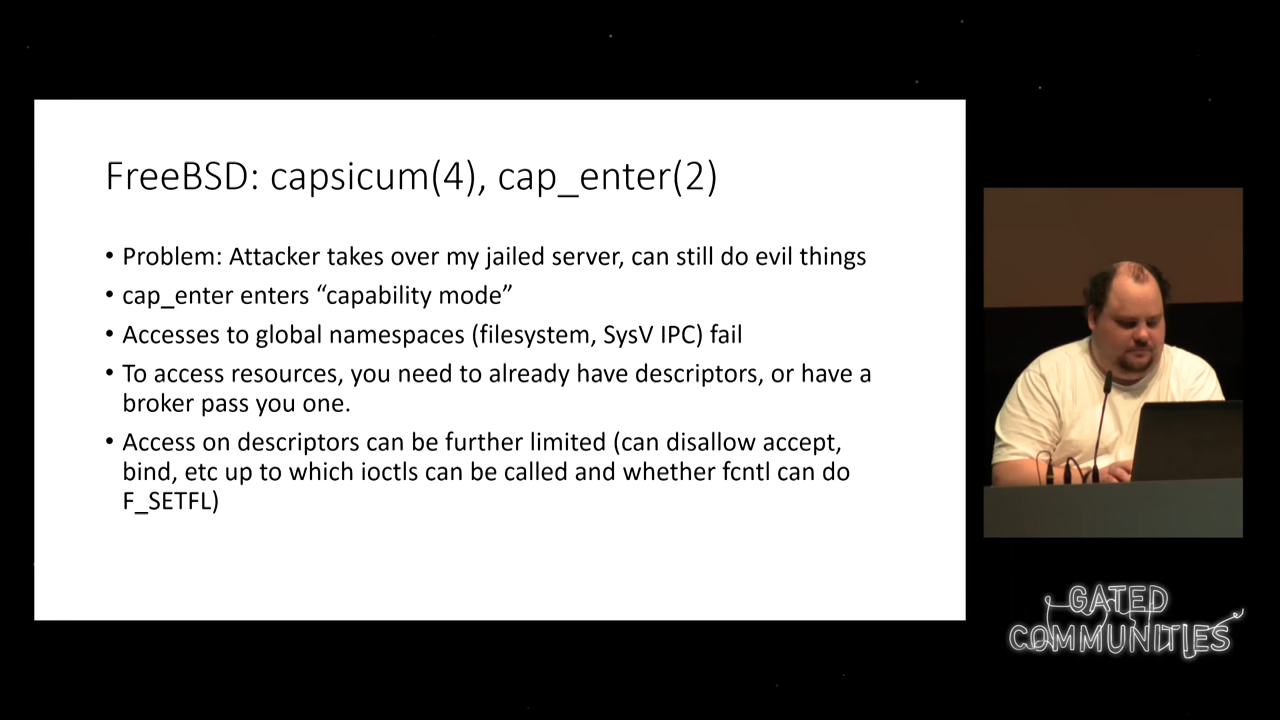 FreeBSD: capsicum(4), cap_enter(2)
• Problem: Attacker takes over my jailed server, can still do evil things
• cap_enter enters “capability mode”
• Accesses to global namespaces (filesystem, SysV IPC) fail
• To access resources, you need to already have descriptors, or have a
broker pass you one.
• Access on descriptors can be further limited (can disallow accept,
bind, etc up to which ioctls can be called and whether fcntl can do
F_SETFL)
GATED
COMMUNITIES